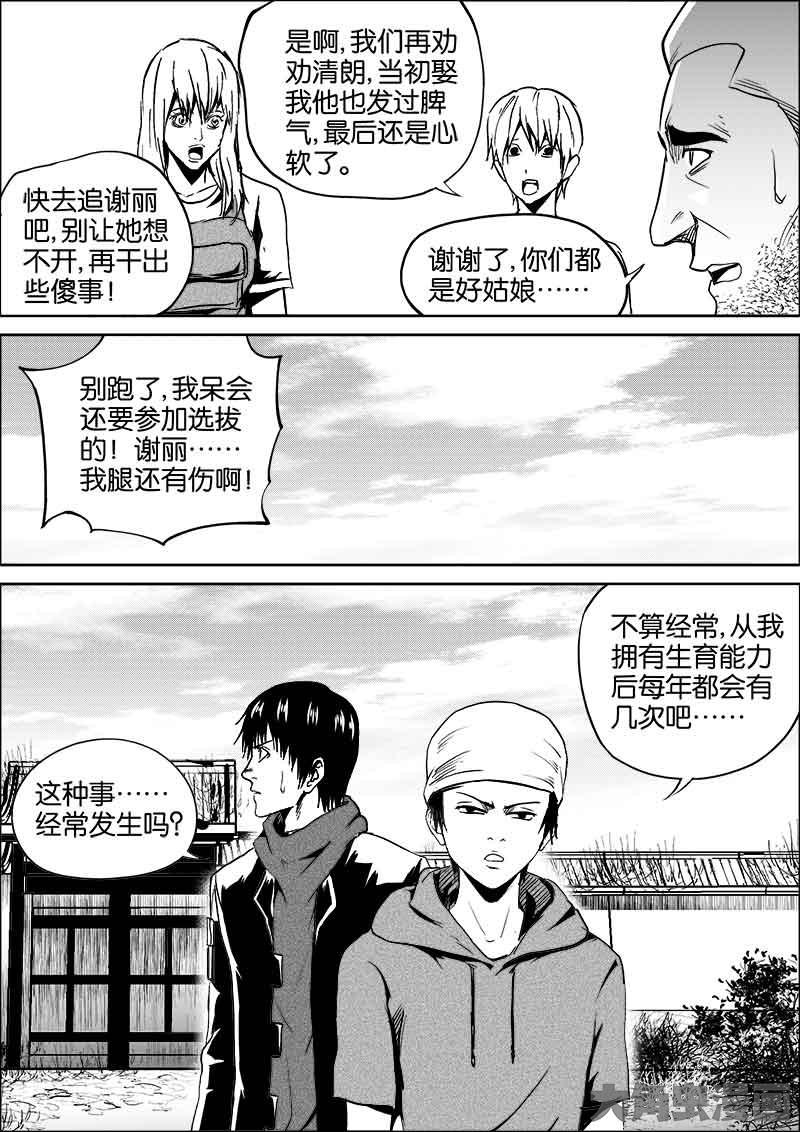 是啊,我们再劝
劝清朗,当初娶
我他也发过脾
气,最后还是心
软了。
快去追谢丽
吧,别让她想
不开,再干出
些傻事!
谢谢了,你们都
是好姑娘……
别跑了,我呆会
还要参加选拔
的!谢丽……
我腿还有伤啊!
不算经常,从我
拥有生育能力
后每年都会有
几次吧……
这种事……
经常发生吗?